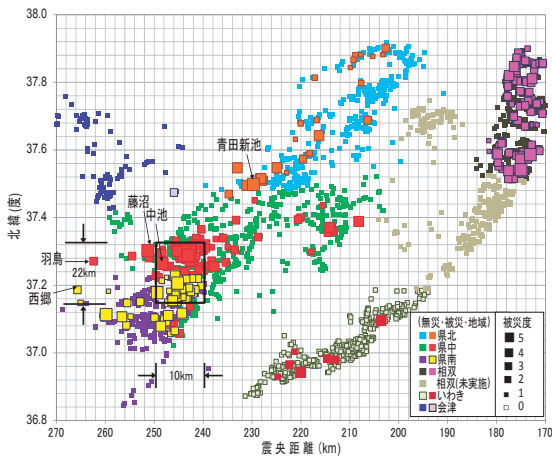 38.0
37.8
37.6
37.4
37.2
37.0
36.8
北緯(度)
青田新池
藤沼
中池
羽鳥
22km
西郷
10km
(無災・被災・地域)
県北
県中
県南
相双
相双(未実施)
いわき
会津
被災度
5
4
3
2
1
0
270 260 250 240 230 220 210 200 190 180 170
震央距離(km)